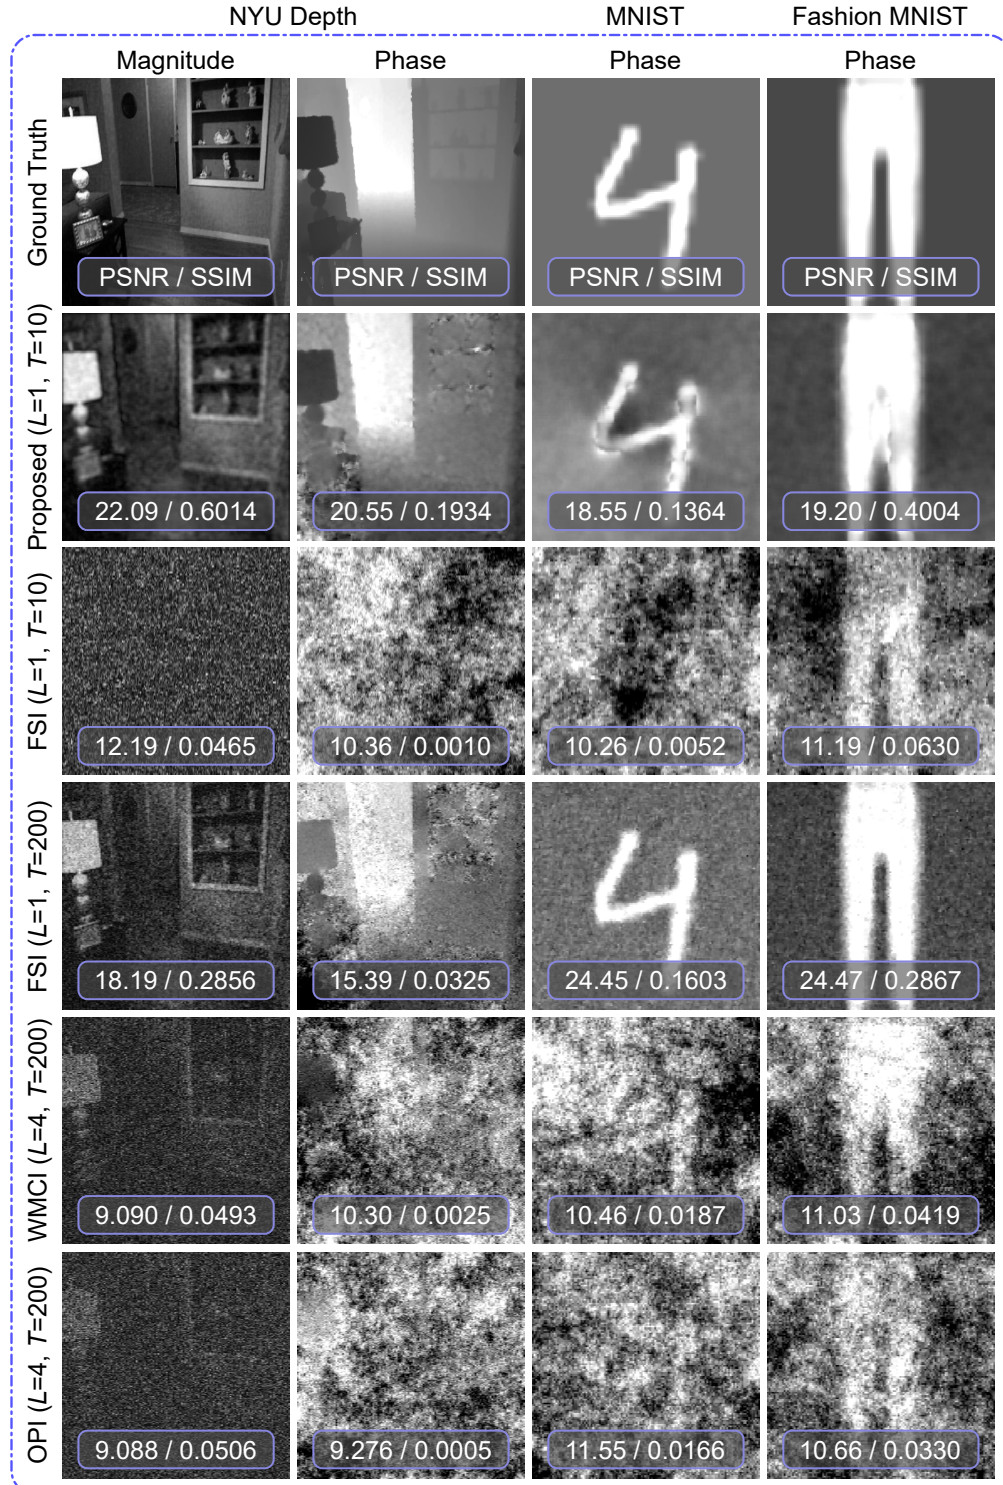 NYU Depth MNIST Fashion MNIST
Magnitude Phase Phase Phase
Ground Truth
PSNR / SSIM PSNR / SSIM PSNR / SSIM PSNR / SSIM
Proposed (L=1, T=10)
22.09 / 0.6014 20.55 / 0.1934 18.55 / 0.1364 19.20 / 0.4004
FSI (L=1, T=10)
12.19 / 0.0465 10.36 / 0.0010 10.26 / 0.0052 11.19 / 0.0630
FSI (L=1, T=200)
18.19 / 0.2856 15.39 / 0.0325 24.45 / 0.1603 24.47 / 0.2867
WMCI (L=4, T=200)
9.090 / 0.0493 10.30 / 0.0025 10.46 / 0.0187 11.03 / 0.0419
OPI (L=4, T=200)
9.088 / 0.0506 9.276 / 0.0005 11.55 / 0.0166 10.66 / 0.0330
4